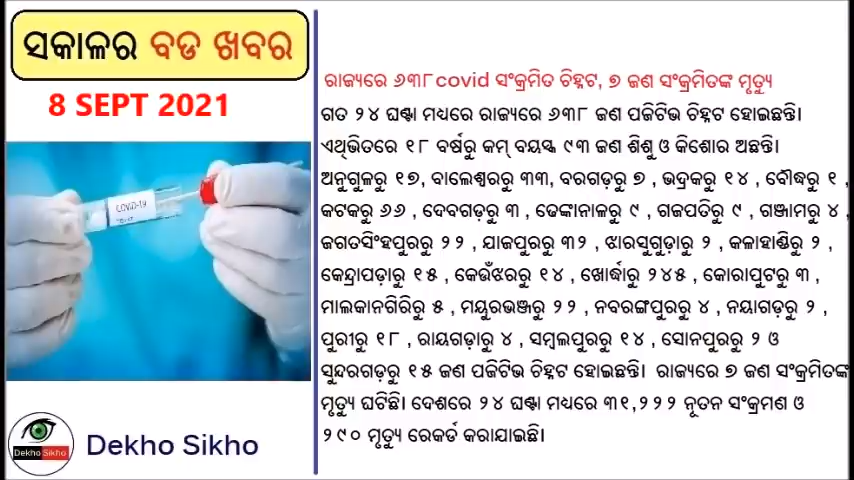 ସକାଳର ବଡ ଖବର
8 SEPT 2021
COVID-19
Dekho Sikho
Dekho Sikho
ରାଜ୍ୟରେ ୬୩୮covid ସଂକ୍ରମିତ ଚିହ୍ନଟ, ୭ ଜଣ ସଂକ୍ରମିତଙ୍କ ମୃତ୍ୟୁ
ଗତ ୨୪ ଘଣ୍ଟା ମଧ୍ୟରେ ରାଜ୍ୟରେ ୬୩୮ ଜଣ ପଜିଟିଭ ଚିହ୍ନଟ ହୋଇଛନ୍ତି।
ଏଥିଭିତରେ ୧୮ ବର୍ଷରୁ କମ୍ ବୟସ୍କ ୯୩ ଜଣ ଶିଶୁ ଓ କିଶୋର ଅଛନ୍ତି।
ଅନୁଗୁଳରୁ ୧୭, ବାଲେଶ୍ୱରରୁ ୩୩, ବରଗଡ଼ରୁ ୭ , ଭଦ୍ରକରୁ ୧୪ , ବୌଦ୍ଧରୁ ୧ ,
କଟକରୁ ୬୬ , ଦେବଗଡ଼ରୁ ୩ , ଢେଙ୍କାନାଳରୁ ୯ , ଗଜପତିରୁ ୯ , ଗଞ୍ଜାମରୁ ୪ ,
ଜଗତସିଂହପୁରରୁ ୨୨ , ଯାଜପୁରରୁ ୩୨ , ଝାରସୁଗୁଡ଼ାରୁ ୨ , କଳାହାଣ୍ଡିରୁ ୨ ,
କେନ୍ଦ୍ରାପଡ଼ାରୁ ୧୫ , କେଉଁଝରରୁ ୧୪ , ଖୋର୍ଦ୍ଧାରୁ ୨୪୫ , କୋରାପୁଟରୁ ୩ ,
ମାଲକାନଗିରିରୁ ୫ , ମୟୂରଭଞ୍ଜରୁ ୨୨ , ନବରଙ୍ଗପୁରରୁ ୪ , ନୟାଗଡ଼ରୁ ୨ ,
ପୁରୀରୁ ୧୮ , ରାୟଗଡ଼ାରୁ ୪ , ସମ୍ବଲପୁରରୁ ୧୪ , ସୋନପୁରରୁ ୨ ଓ
ସୁନ୍ଦରଗଡ଼ରୁ ୧୫ ଜଣ ପଜିଟିଭ ଚିହ୍ନଟ ହୋଇଛନ୍ତି। ରାଜ୍ୟରେ ୭ ଜଣ ସଂକ୍ରମିତଙ୍କ
ମୃତ୍ୟୁ ଘଟିଛି। ଦେଶରେ ୨୪ ଘଣ୍ଟା ମଧ୍ୟରେ ୩୧,୨୨୨ ନୂତନ ସଂକ୍ରମଣ ଓ
୨୯୦ ମୃତ୍ୟୁ ରେକର୍ଡ କରାଯାଇଛି।